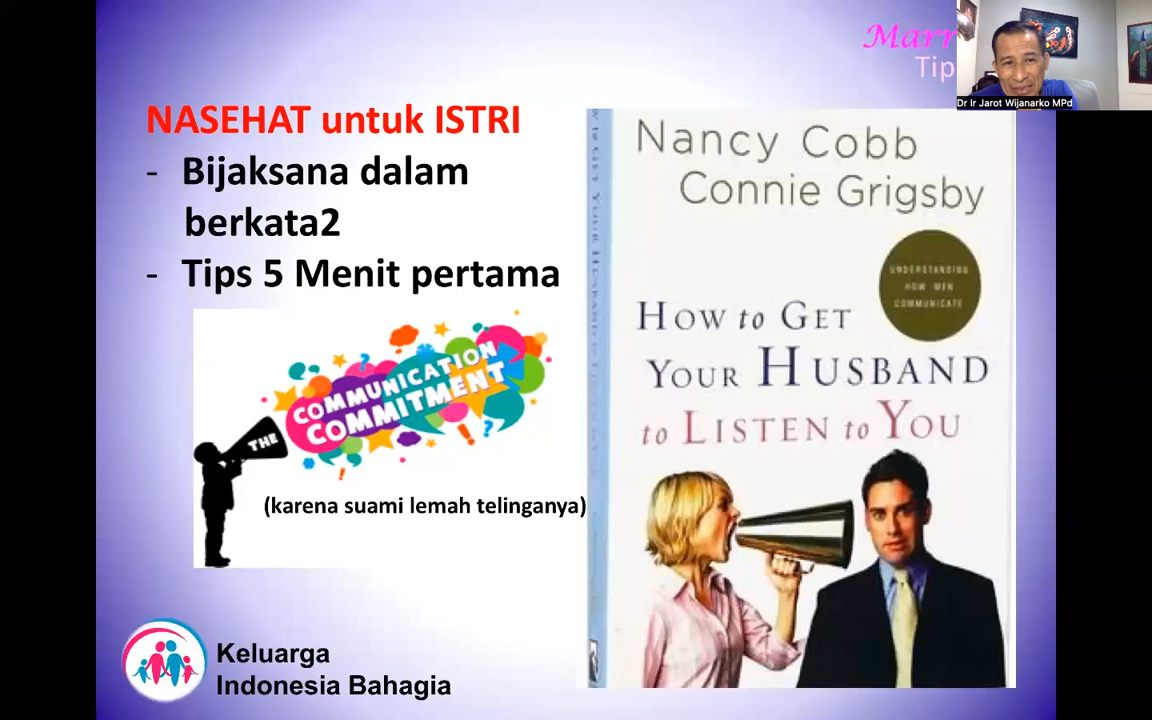 Marr
Tip
Dr Ir Jarot Wijanarko MPd
NASEHAT untuk ISTRI
- Bijaksana dalam
berkata2
- Tips 5 Menit pertama
THE
COMMUNICATION
COMMITMENT
(karena suami lemah telinganya)
Nancy Cobb
Connie Grigsby
UNDERSTANDING
HOW MEN
COMMUNICATE
HOW to GET
YOUR HUSBAND
to LISTEN to YOU
Keluarga
Indonesia Bahagia